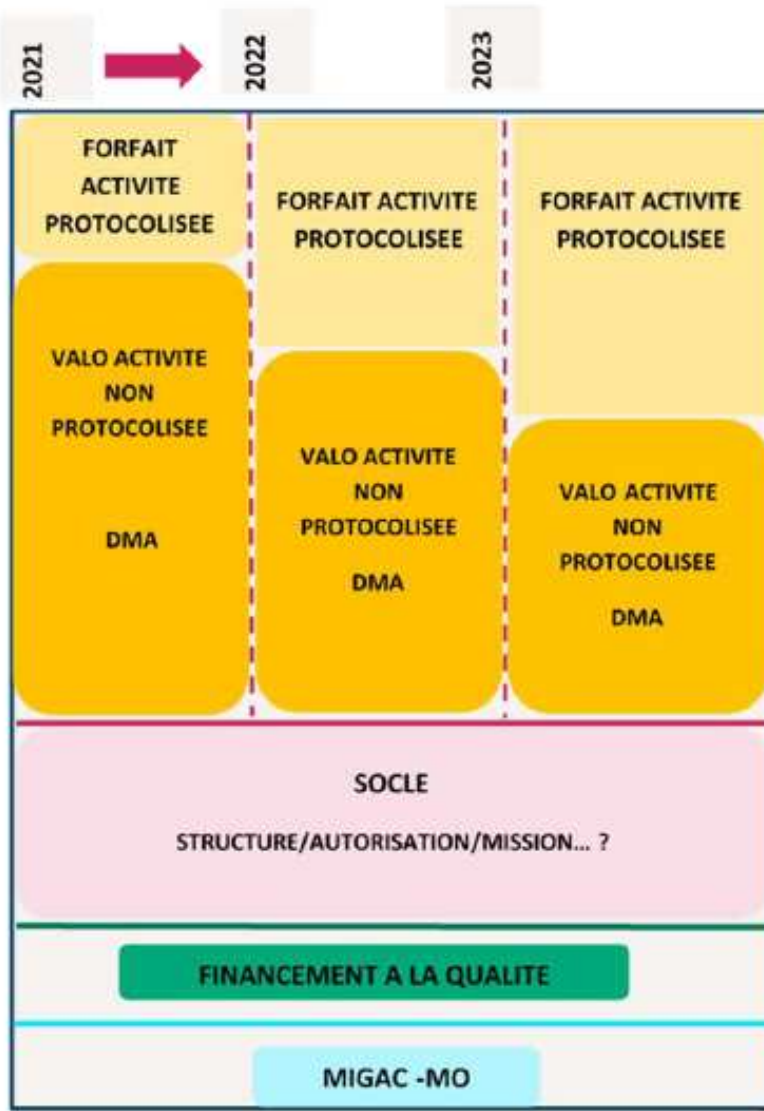 2021
2022
2023
FORFAIT
ACTIVITE
PROTOCOLISEE
FORFAIT ACTIVITE
PROTOCOLISEE
FORFAIT ACTIVITE
PROTOCOLISEE
VALO ACTIVITE
NON
PROTOCOLISEE
DMA
VALO ACTIVITE
NON
PROTOCOLISEE
DMA
VALO ACTIVITE
NON
PROTOCOLISEE
DMA
SOCLE
STRUCTURE/AUTORISATION/MISSION... ?
FINANCEMENT A LA QUALITE
MIGAC -MO